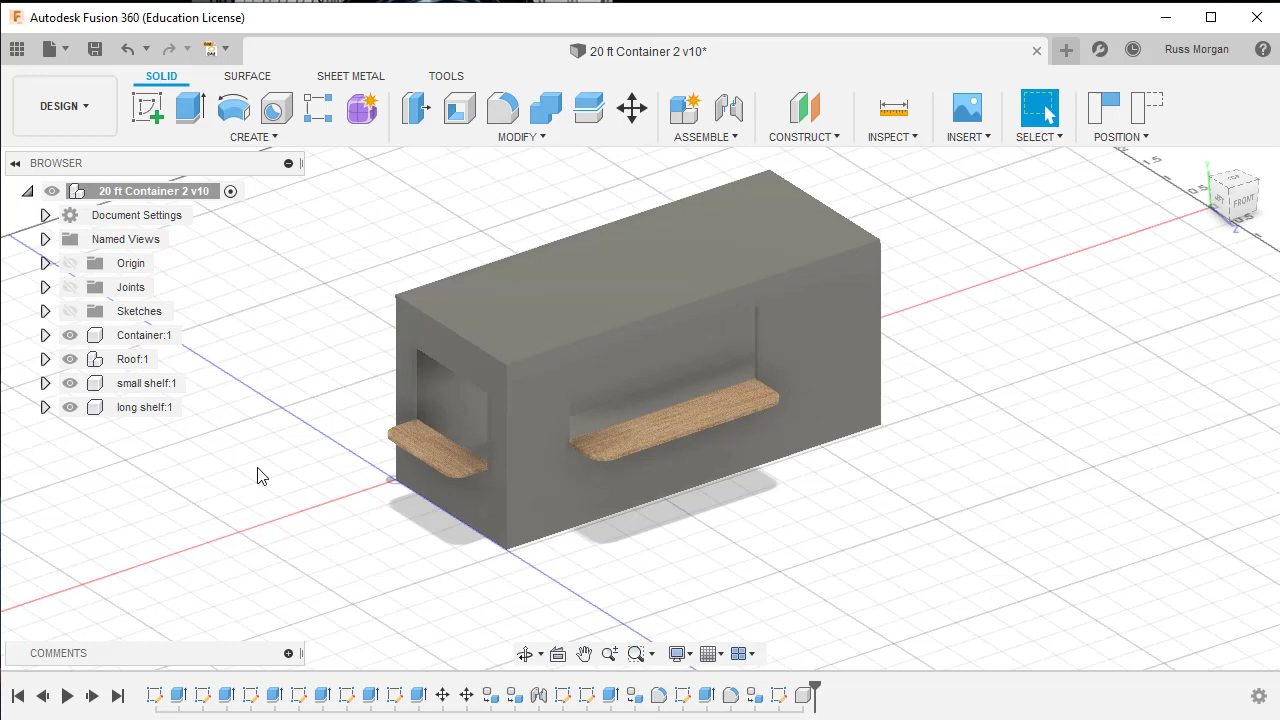 Autodesk Fusion 360 (Education License)
20 ft Container 2 v10*
Russ Morgan
DESIGN
SOLID SURFACE SHEET METAL TOOLS
CREATE MODIFY ASSEMBLE CONSTRUCT INSPECT INSERT SELECT POSITION
BROWSER
20 ft Container 2 v10
Document Settings
Named Views
Origin
Joints
Sketches
Container:1
Roof:1
small shelf:1
long shelf:1
FRONT
COMMENTS